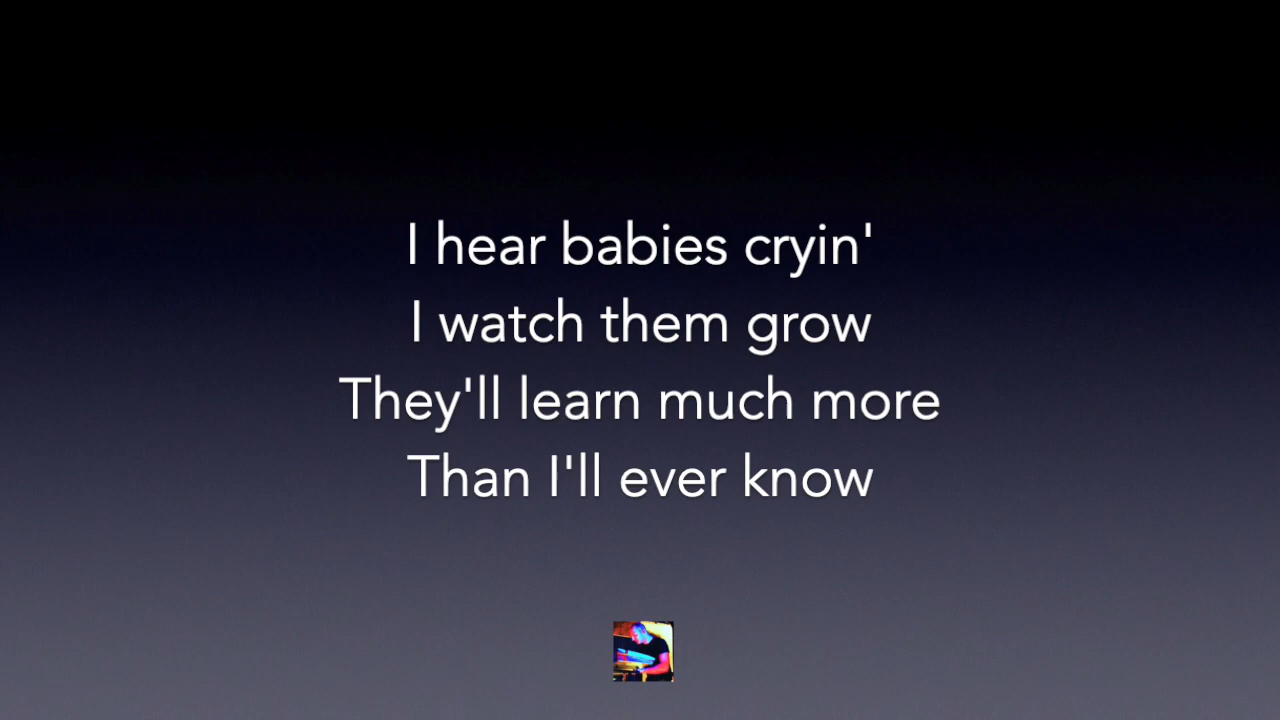 I hear babies cryin'
I watch them grow
They'll learn much more
Than I'll ever know